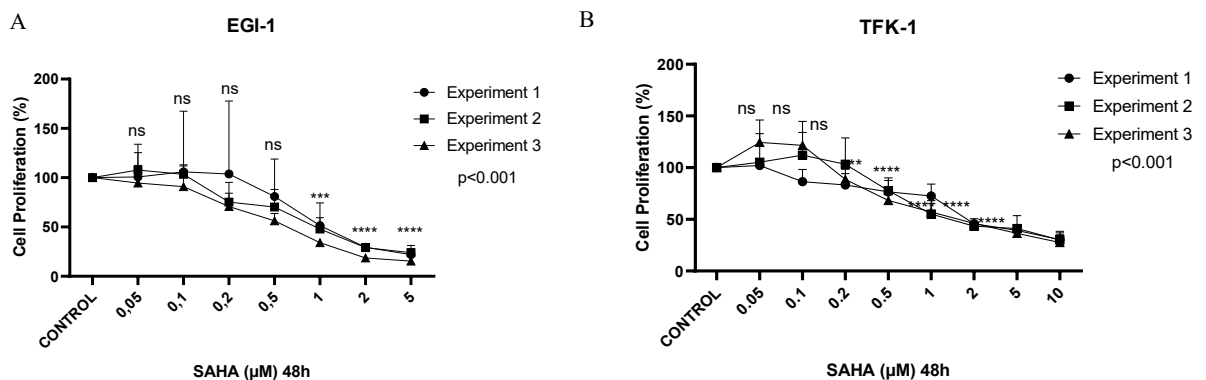 A
EGI-1
Cell Proliferation (%)
200
150
100
50
0
ns
ns
ns
ns
***
****
****
CONTROL
0,05
0,1
0,2
0,5
1
2
5
SAHA (µM) 48h
Experiment 1
Experiment 2
Experiment 3
p<0.001
B
TFK-1
Cell Proliferation (%)
200
150
100
50
0
ns
ns
ns
**
****
****
****
****
CONTROL
0.05
0.1
0.2
0.5
1
2
5
10
SAHA (µM) 48h
Experiment 1
Experiment 2
Experiment 3
p<0.001